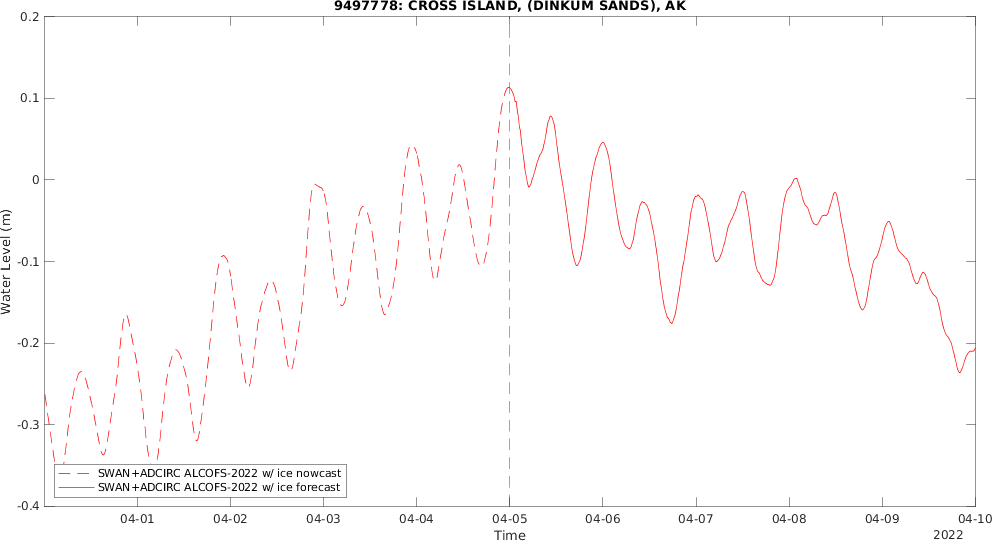 9497778: CROSS ISLAND, (DINKUM SANDS), AK
0.2
0.1
0
-0.1
-0.2
-0.3
-0.4
Water Level (m)
SWAN+ADCIRC ALCOFS-2022 w/ ice nowcast
SWAN+ADCIRC ALCOFS-2022 w/ ice forecast
04-01 04-02 04-03 04-04 04-05 04-06 04-07 04-08 04-09 04-10
Time
2022